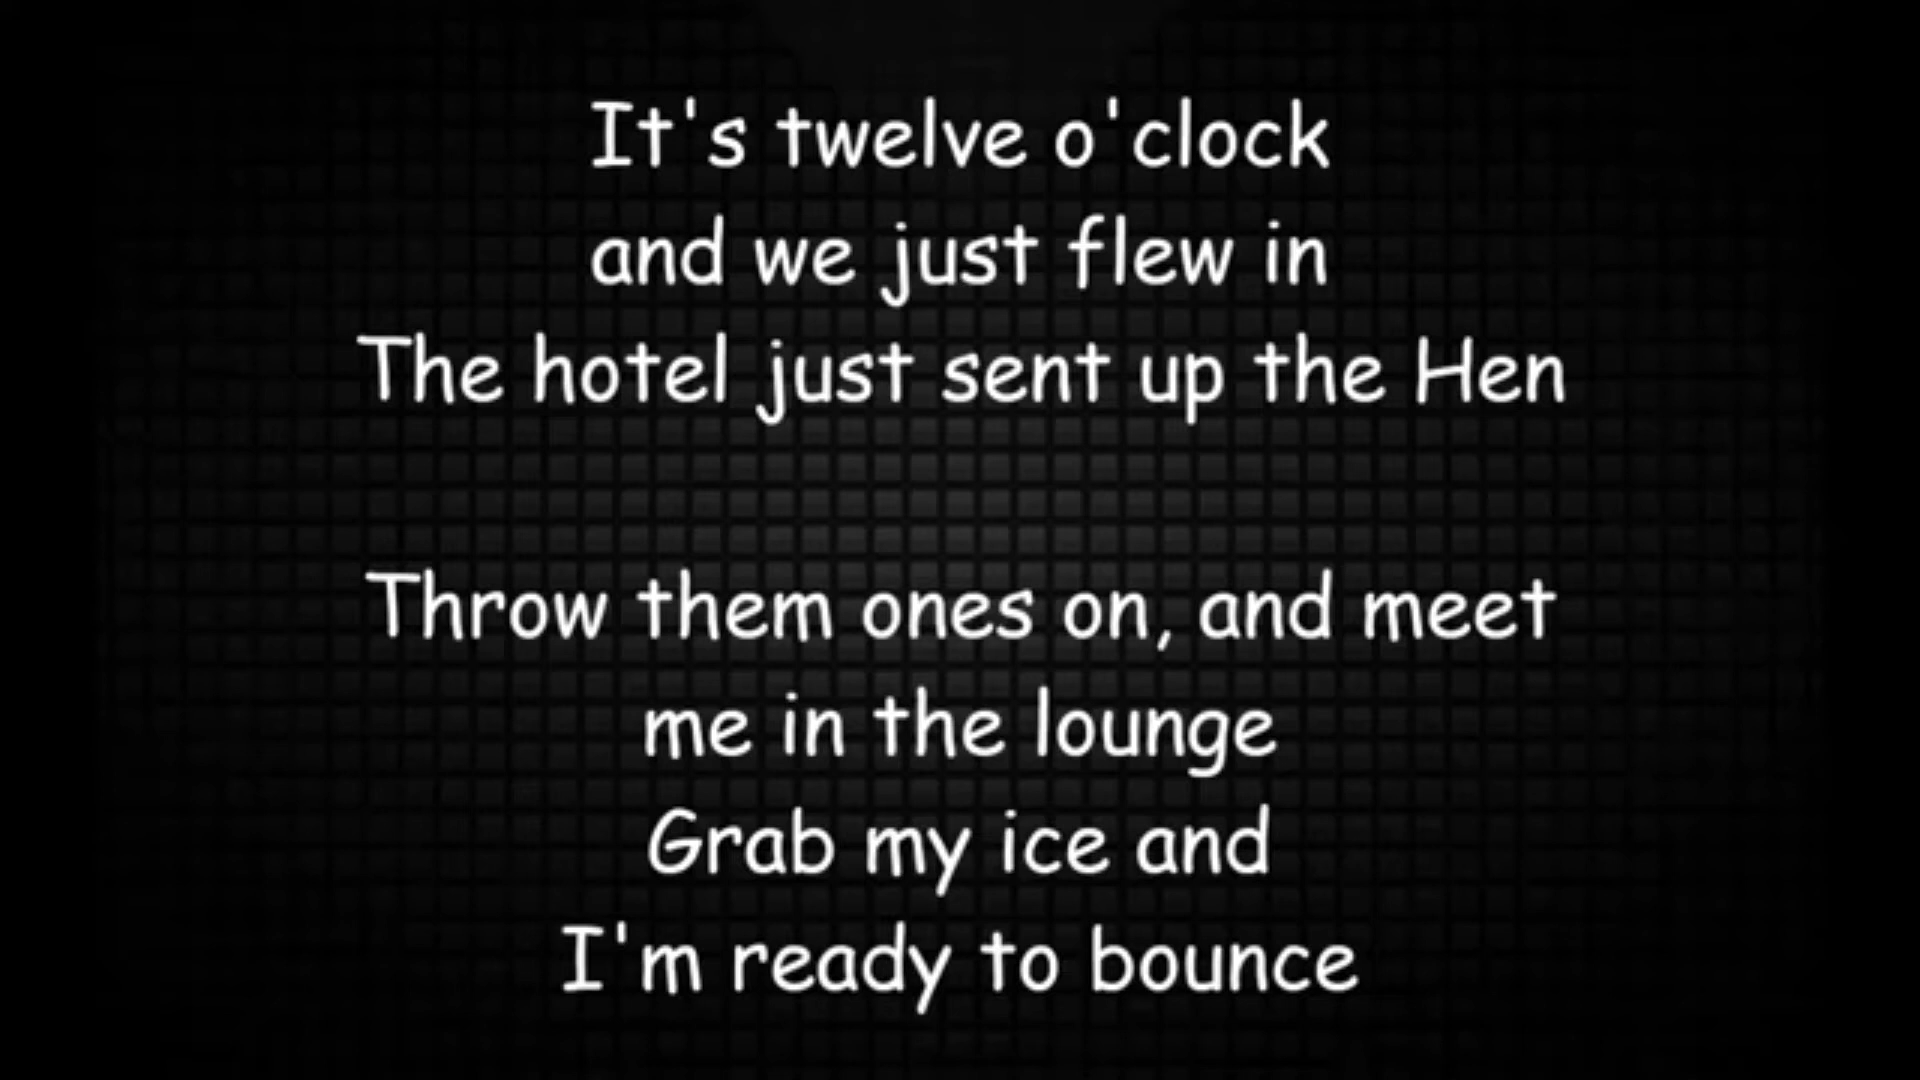 It's twelve o'clock
and we just flew in
The hotel just sent up the Hen
Throw them ones on, and meet
me in the lounge
Grab my ice and
I'm ready to bounce